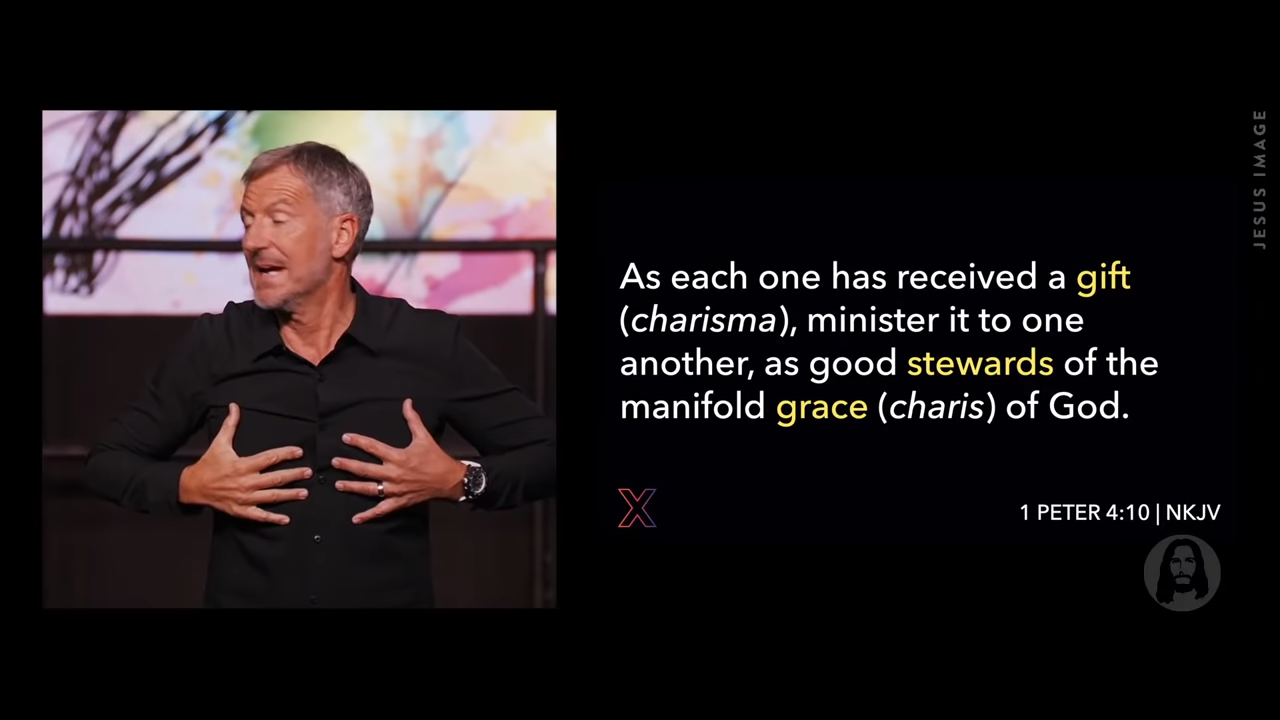 As each one has received a gift
(charisma), minister it to one
another, as good stewards of the
manifold grace (charis) of God.
X
1 PETER 4:10 | NKJV
JESUS IMAGE